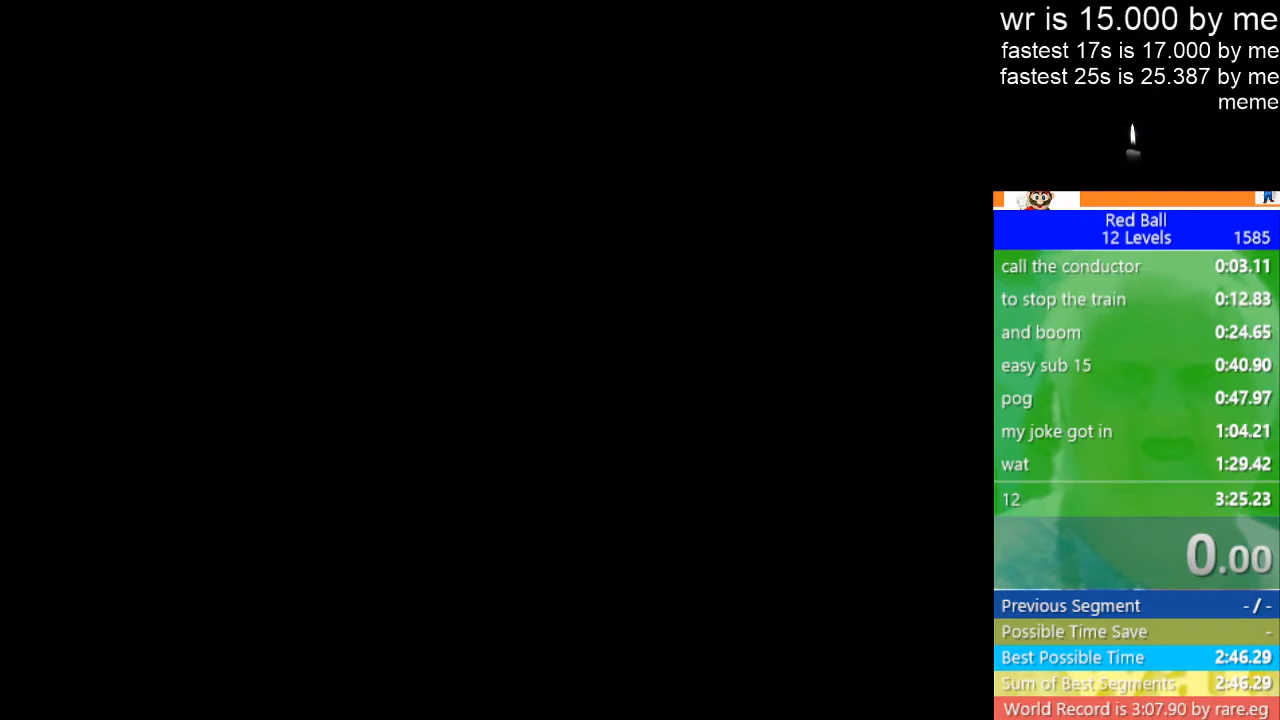 wr is 15.000 by me
fastest 17s is 17.000 by me
fastest 25s is 25.387 by me
meme
Red Ball
12 Levels 1585
call the conductor 0:03.11
to stop the train 0:12.83
and boom 0:24.65
easy sub 15 0:40.90
pog 0:47.97
my joke got in 1:04.21
wat 1:29.42
12 3:25.23
0.00
Previous Segment - / -
Possible Time Save -
Best Possible Time 2:46.29
Sum of Best Segments 2:46.29
World Record is 3:07.90 by rare.eg